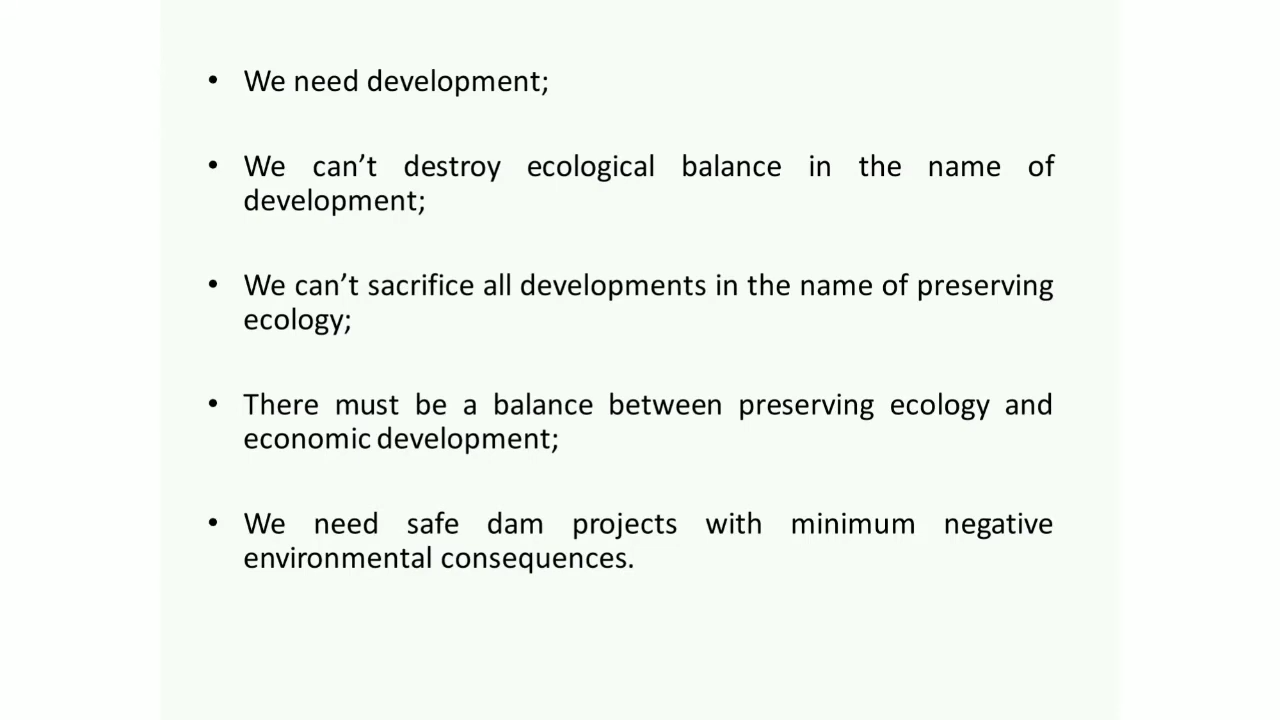 • We need development;
• We can’t destroy ecological balance in the name of
development;
• We can’t sacrifice all developments in the name of preserving
ecology;
• There must be a balance between preserving ecology and
economic development;
• We need safe dam projects with minimum negative
environmental consequences.